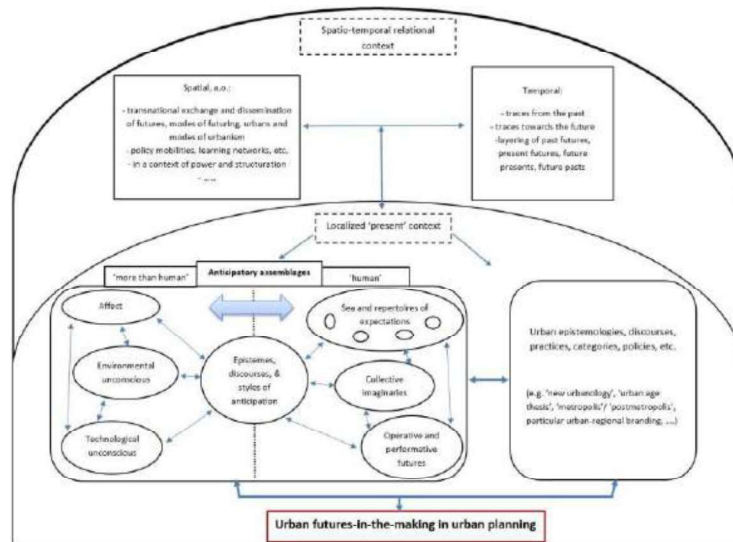 Spatio-temporal relational
context
Spatial, a.o.:
- transnational exchange and dissemination
of futures, modes of futuring, urbans and
modes of urbanism
- policy mobilities, learning networks, etc.
- in a context of power and structuration
- .....
Temporal:
- traces from the past
- traces towards the future
-layering of past futures,
present futures, future
presents, future pasts
Localized 'present' context
'more than human'
Anticipatory assemblages
'human'
Affect
Environmental
unconscious
Technological
unconscious
Epistemes,
discourses, &
styles of
anticipation
Sea and repertoires of
expectations
Collective
imaginaries
Operative and
performative futures
Urban epistemologies, discourses,
practices, categories, policies, etc.
(e.g. 'new urbanology', 'urban age
thesis', 'metropolis'/ 'postmetropolis',
particular urban-regional branding, ....)
Urban futures-in-the-making in urban planning